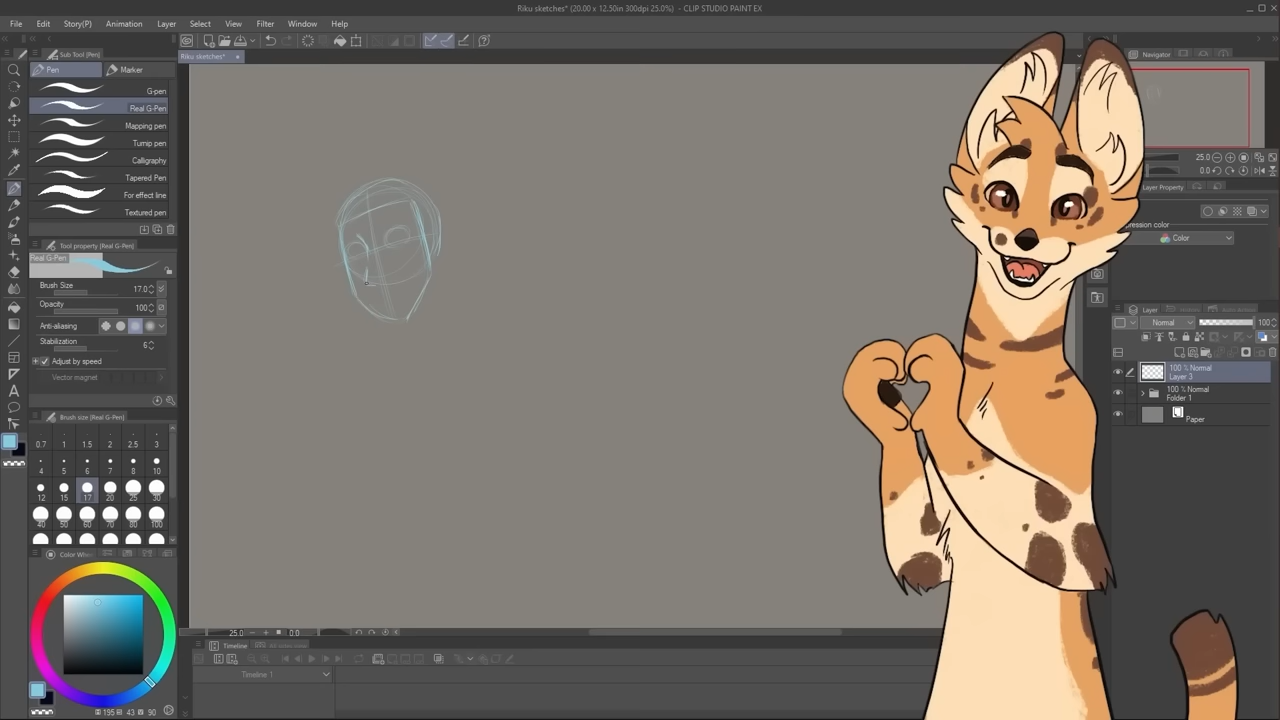 Riku sketches* (20.00 x 12.50in 300dpi 25.0%) - CLIP STUDIO PAINT EX
File Edit Story(P) Animation Layer Select View Filter Window Help
Sub Tool (Pen)
Riku sketches*
Navigator
Pen Marker
G-pen
Real G-Pen
Mapping pen
Turnip pen
Calligraphy
Tapered Pen
For effect line
Textured pen
25.0
0.0
Layer Property
Color
Tool property (Real G-Pen)
Real G-Pen
Brush Size 17.0
Opacity 100
Anti-aliasing
Stabilization 6
Adjust by speed
Vector magnet
Layer
Normal 100
100 % Normal
Layer 3
100 % Normal
Folder 1
Paper
Brush size (Real G-Pen)
0.7 1 1.5 2 2.5 3
4 5 6 7 8 10
12 15 17 20 25 30
40 50 60 70 80 100
Color Whee
25.0 0.0
Timeline
Timeline 1
195 43 90